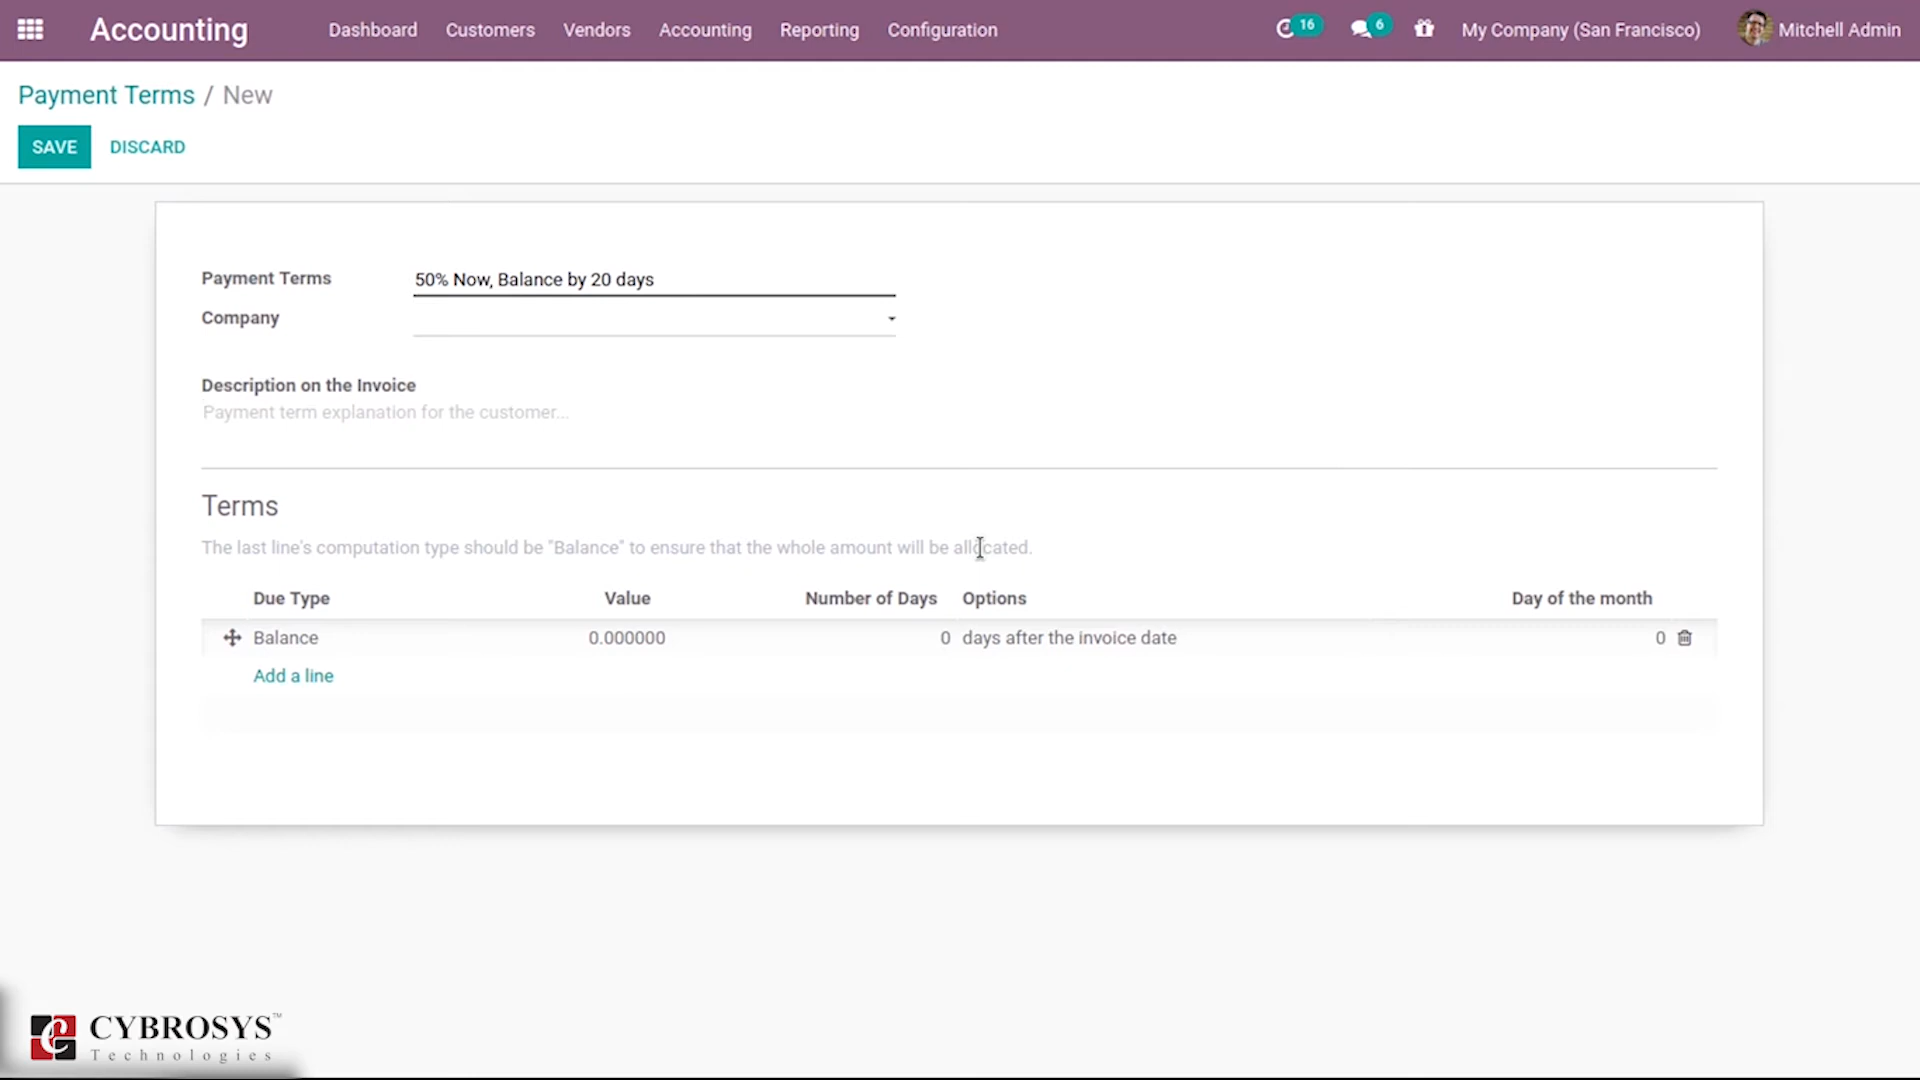 Accounting Dashboard Customers Vendors Accounting Reporting Configuration 16 6 My Company (San Francisco) Mitchell Admin
Payment Terms / New
SAVE DISCARD
Payment Terms 50% Now, Balance by 20 days
Company
Description on the Invoice
Payment term explanation for the customer...
Terms
The last line's computation type should be "Balance" to ensure that the whole amount will be allocated.
Due Type Value Number of Days Options Day of the month
Balance 0.000000 0 days after the invoice date 0
Add a line
CYBROSYS™
Technologies